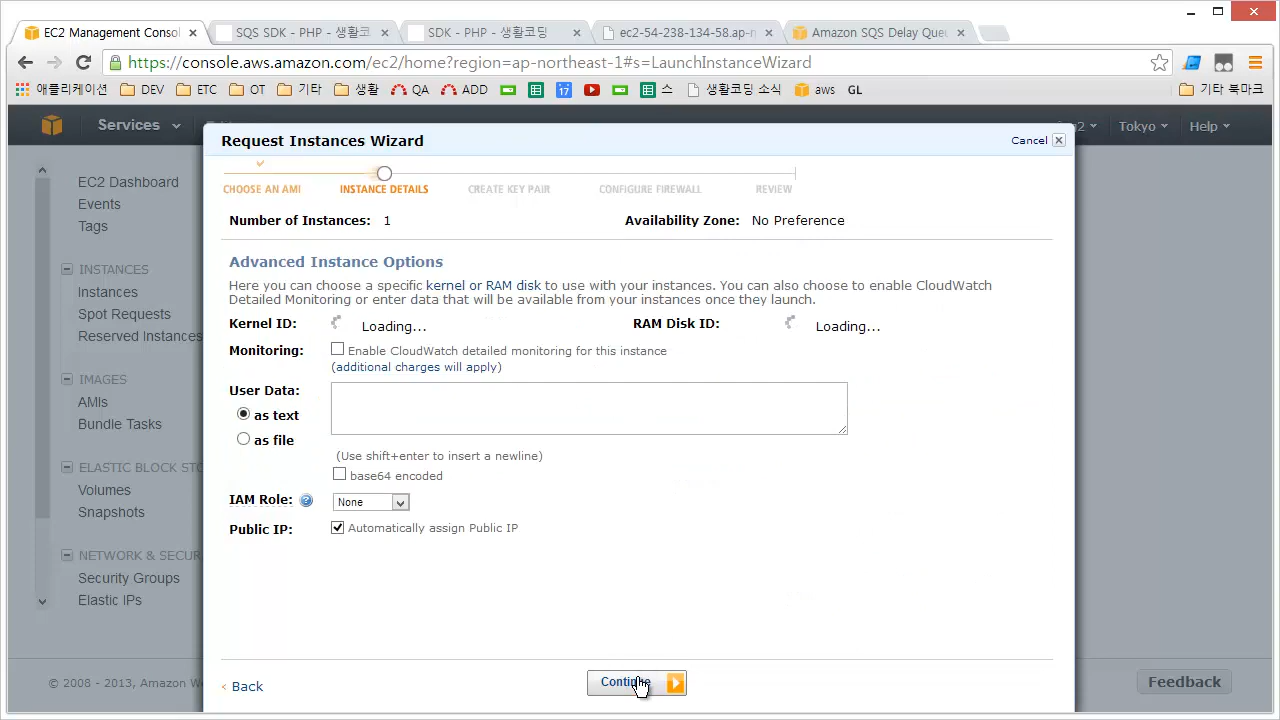 EC2 Management Consol
SQS SDK - PHP - 생활코
SDK - PHP - 생활코딩
ec2-54-238-134-58.ap-n
Amazon SQS Delay Queu
https://console.aws.amazon.com/ec2/home?region=ap-northeast-1#s=LaunchInstanceWizard
애플리케이션 DEV ETC OT 기타 생활 QA ADD 17 스 생활코딩 소식 aws GL 기타 북마크
Services
Tokyo
Help
EC2 Dashboard
Events
Tags
INSTANCES
Instances
Spot Requests
Reserved Instances
IMAGES
AMIs
Bundle Tasks
ELASTIC BLOCK STO
Volumes
Snapshots
NETWORK & SECUR
Security Groups
Elastic IPs
Request Instances Wizard
Cancel
CHOOSE AN AMI
INSTANCE DETAILS
CREATE KEY PAIR
CONFIGURE FIREWALL
REVIEW
Number of Instances: 1
Availability Zone: No Preference
Advanced Instance Options
Here you can choose a specific kernel or RAM disk to use with your instances. You can also choose to enable CloudWatch
Detailed Monitoring or enter data that will be available from your instances once they launch.
Kernel ID: Loading...
RAM Disk ID: Loading...
Monitoring: Enable CloudWatch detailed monitoring for this instance
(additional charges will apply)
User Data:
as text
as file
(Use shift+enter to insert a newline)
base64 encoded
IAM Role: None
Public IP: Automatically assign Public IP
< Back
Continue
© 2008 - 2013, Amazon We
Feedback